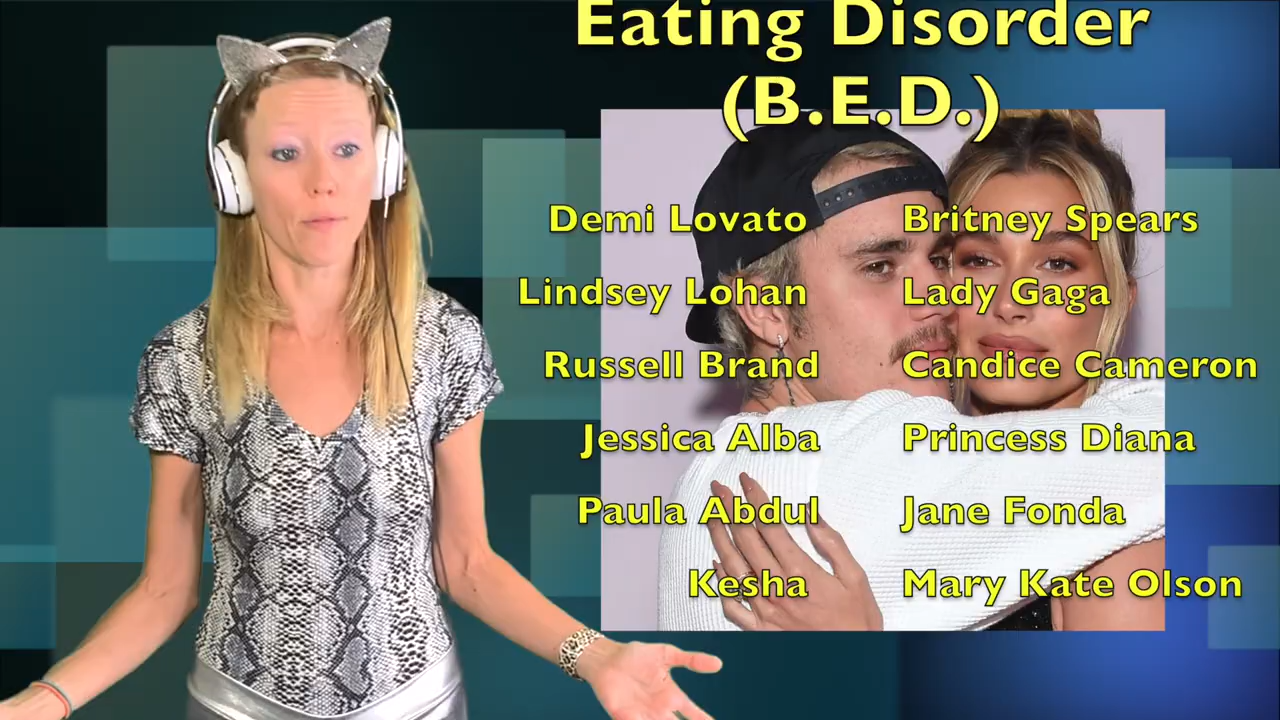 Eating Disorder
(B.E.D.)
Demi Lovato
Lindsey Lohan
Russell Brand
Jessica Alba
Paula Abdul
Kesha
Britney Spears
Lady Gaga
Candice Cameron
Princess Diana
Jane Fonda
Mary Kate Olson